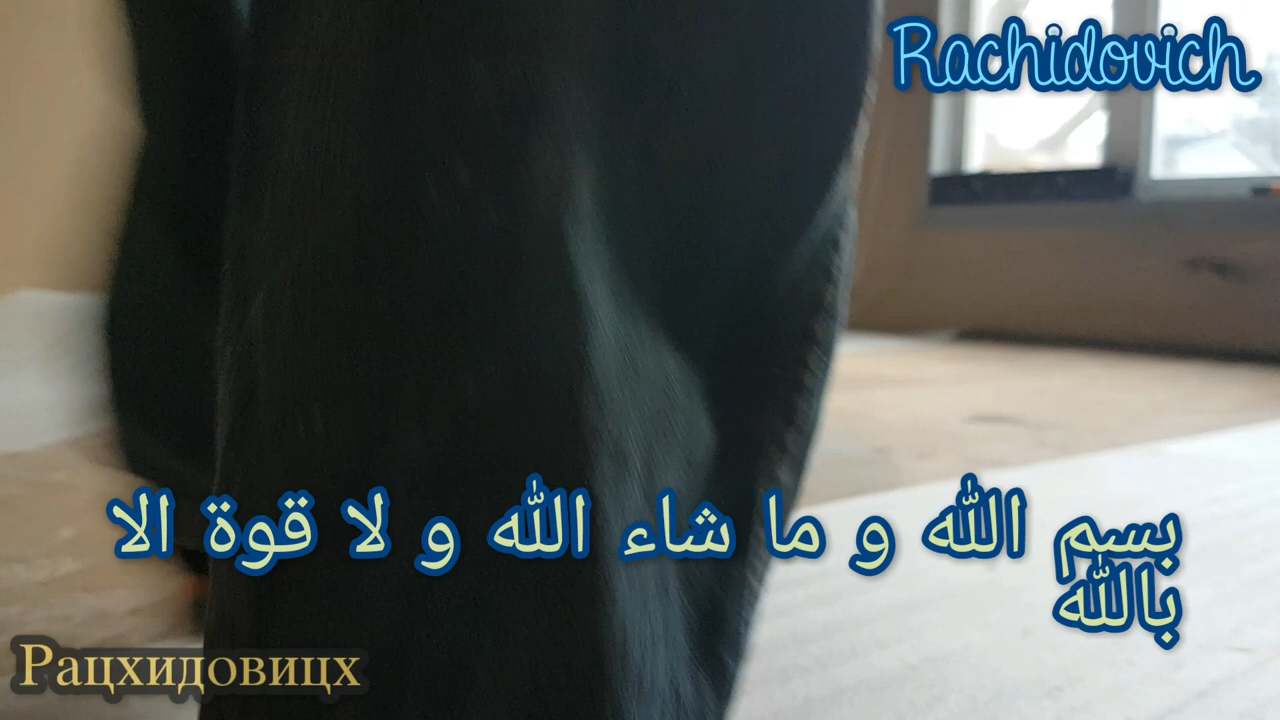 Rachidovich
بسم الله و ما شاء الله و لا قوة الا
بالله
Рацхидовицх